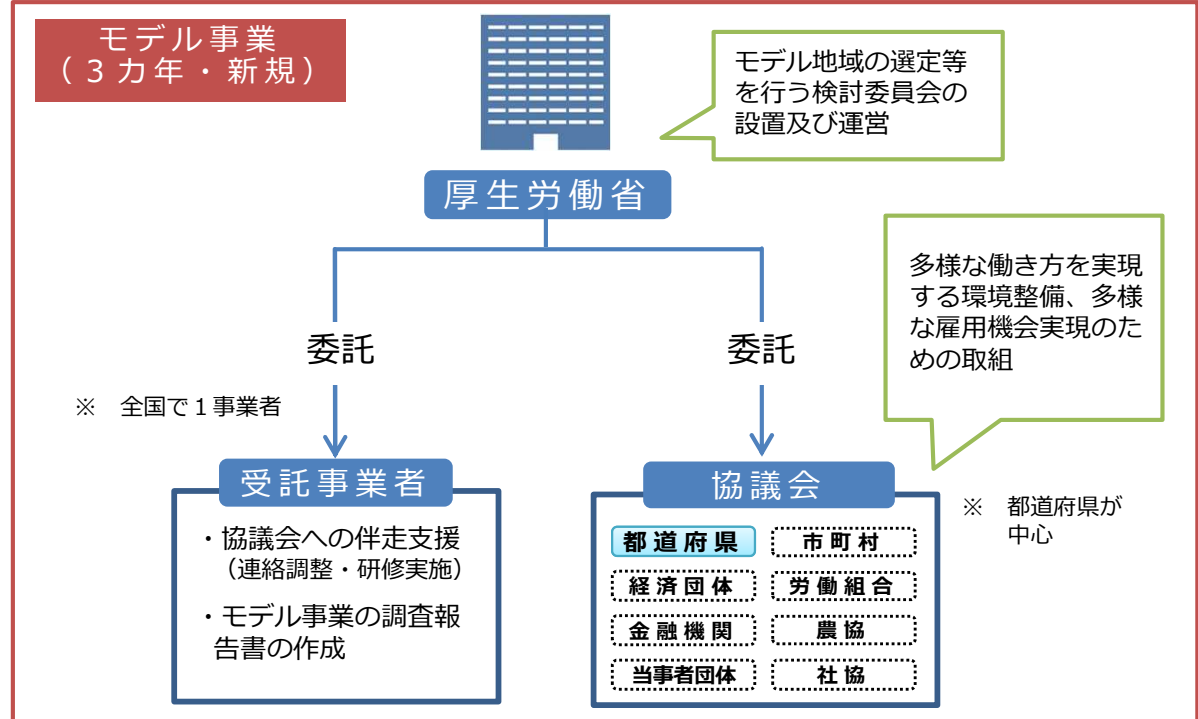 モデル事業
（３カ年・新規）
モデル地域の選定等
を行う検討委員会の
設置及び運営
厚生労働省
多様な働き方を実現
する環境整備、多様
な雇用機会実現のた
めの取組
委託
委託
※　全国で１事業者
受託事業者
・協議会への伴走支援
（連絡調整・研修実施）
・モデル事業の調査報
告書の作成
協議会
都道府県
市町村
経済団体
労働組合
金融機関
農協
当事者団体
社協
※　都道府県が
中心